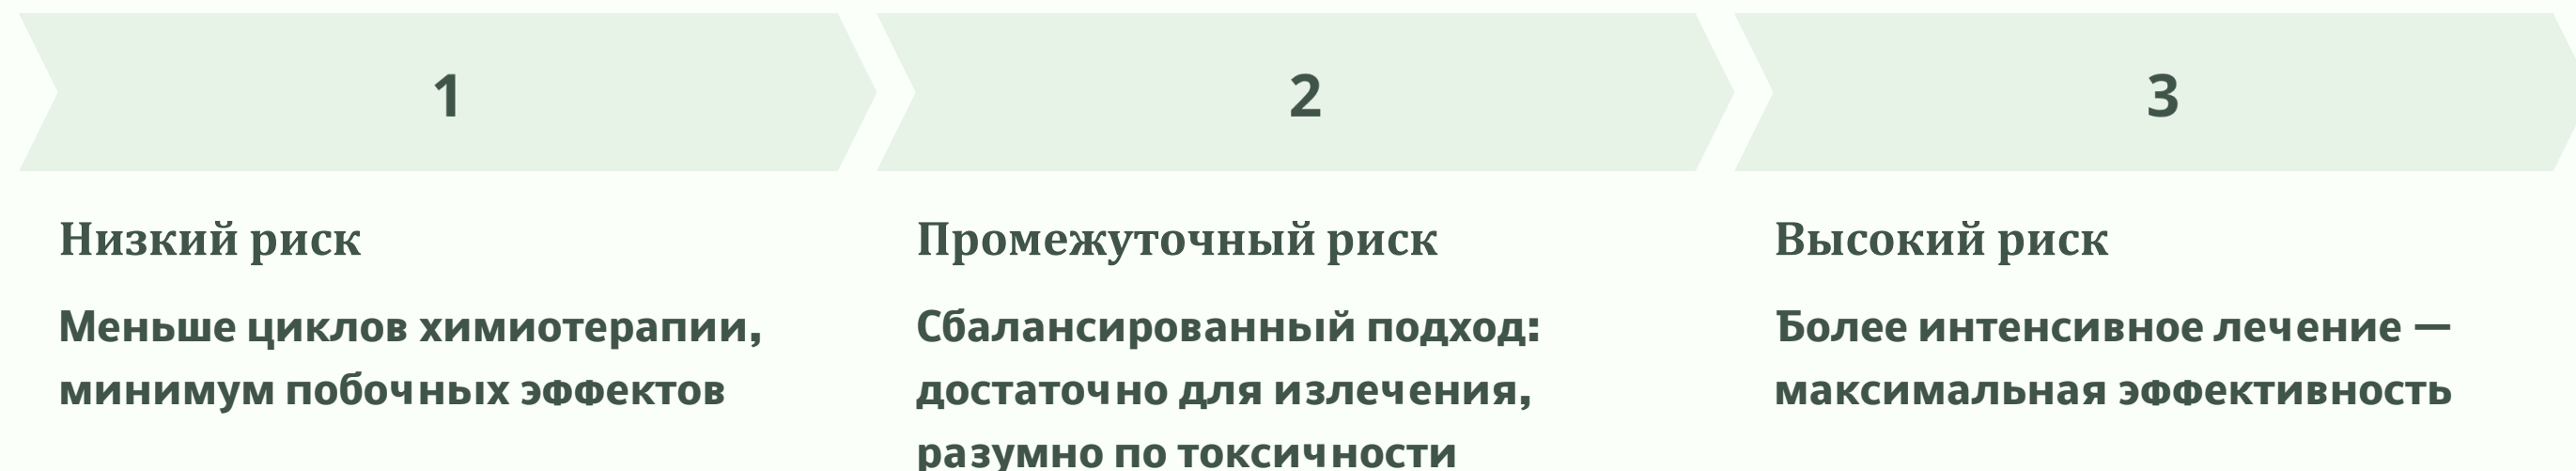 1
2
3
Низкий риск
Меньше циклов химиотерапии,
минимум побочных эффектов
Промежуточный риск
Сбалансированный подход:
достаточно для излечения,
разумно по токсичности
Высокий риск
Более интенсивное лечение —
максимальная эффективность